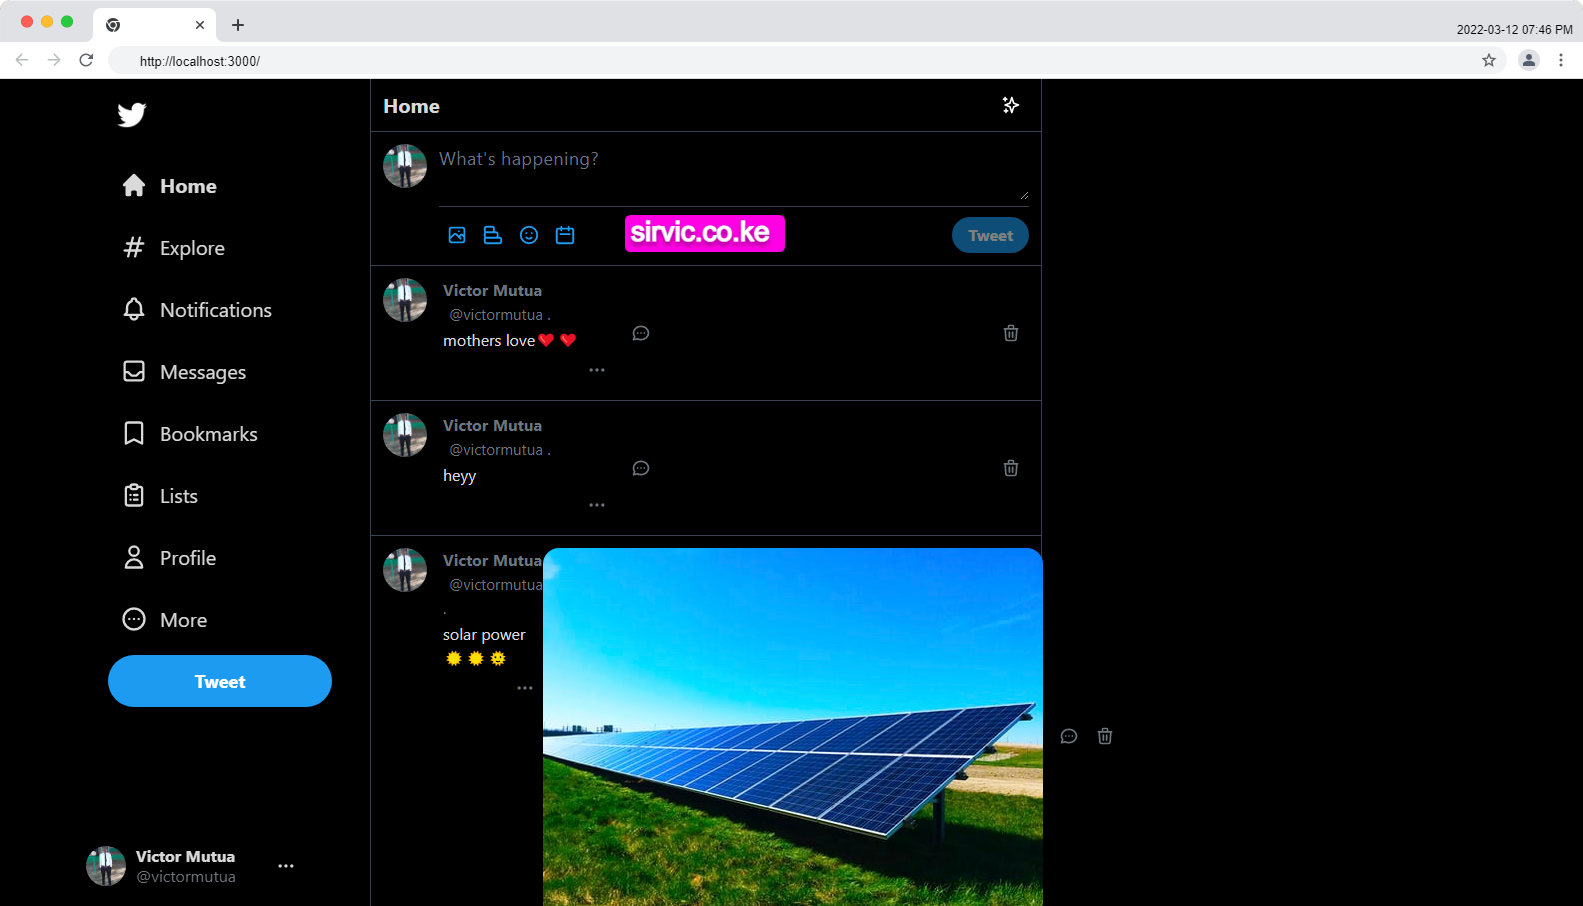 2022-03-12 07:46 PM
http://localhost:3000/
Home
Explore
Notifications
Messages
Bookmarks
Lists
Profile
More
Tweet
Victor Mutua
@victormutua
Home
What's happening?
sirvic.co.ke
Tweet
Victor Mutua
@victormutua .
mothers love❤️ ❤️
Victor Mutua
@victormutua .
heyy
Victor Mutua
@victormutua
.
solar power
☀️ ☀️ 🌞